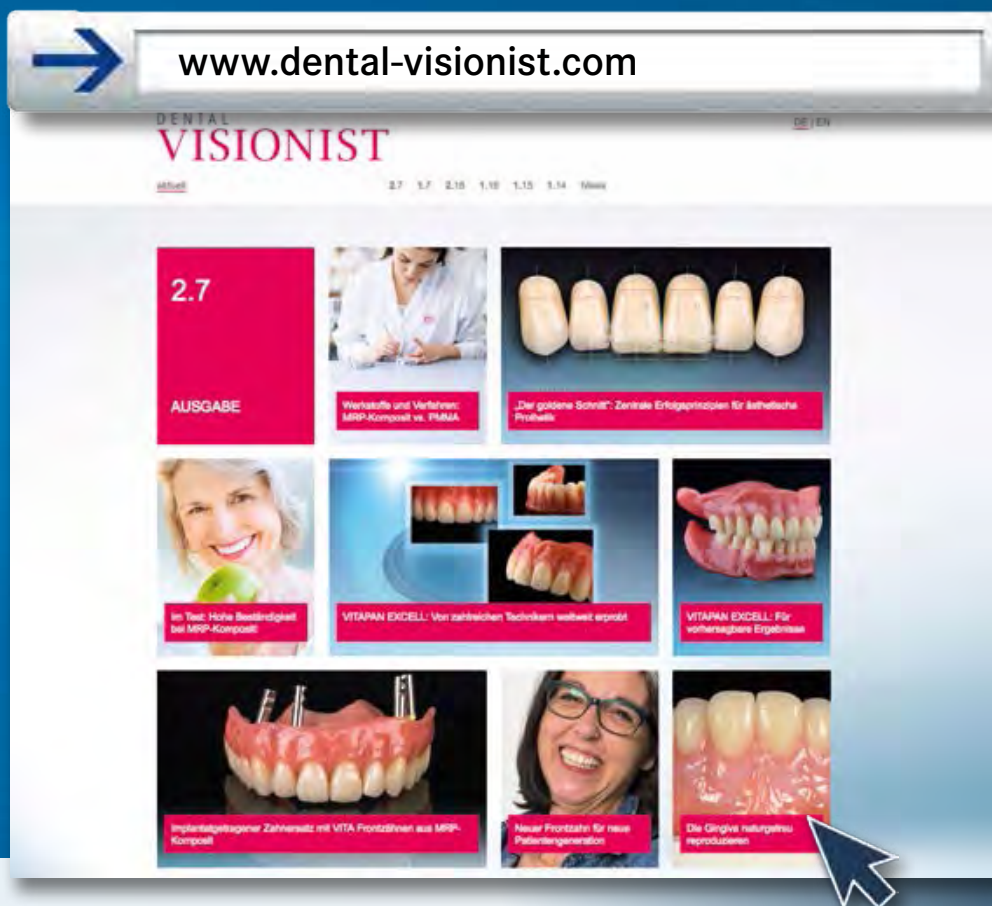 www.dental-visionist.com
DENTAL
VISIONIST
DE | EN
aktuell
2.7 1.7 2.16 1.16 1.15 1.14 News
2.7
AUSGABE
Werkstoffe und Verfahren:
MRP-Komposit vs. PMMA
„Der goldene Schnitt": Zentrale Erfolgsprinzipien für ästhetische
Prothetik
Im Test: Hohe Beständigkeit
bei MRP-Komposit
VITAPAN EXCELL: Von zahlreichen Technikern weltweit erprobt
VITAPAN EXCELL: Für
vorhersagbare Ergebnisse
Implantatgetragener Zahnersatz mit VITA Frontzähnen aus MRP-
Komposit
Neuer Frontzahn für neue
Patientengeneration
Die Gingiva naturgetreu
reproduzieren